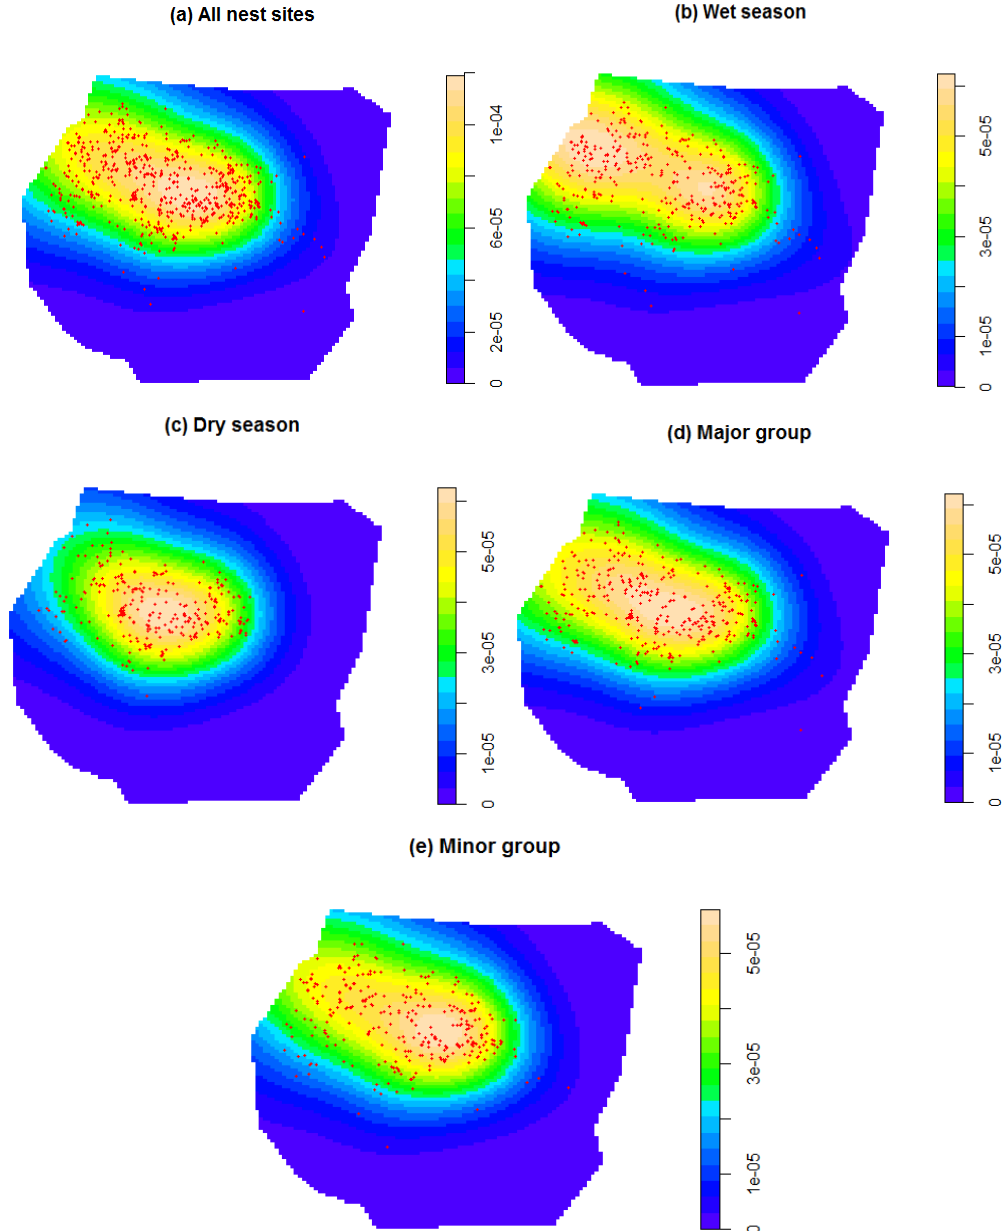 (a) All nest sites
(b) Wet season
0 2e-05 6e-05 1e-04
0 1e-05 3e-05 5e-05
(c) Dry season
(d) Major group
0 1e-05 3e-05 5e-05
0 1e-05 3e-05 5e-05
(e) Minor group
0 1e-05 3e-05 5e-05